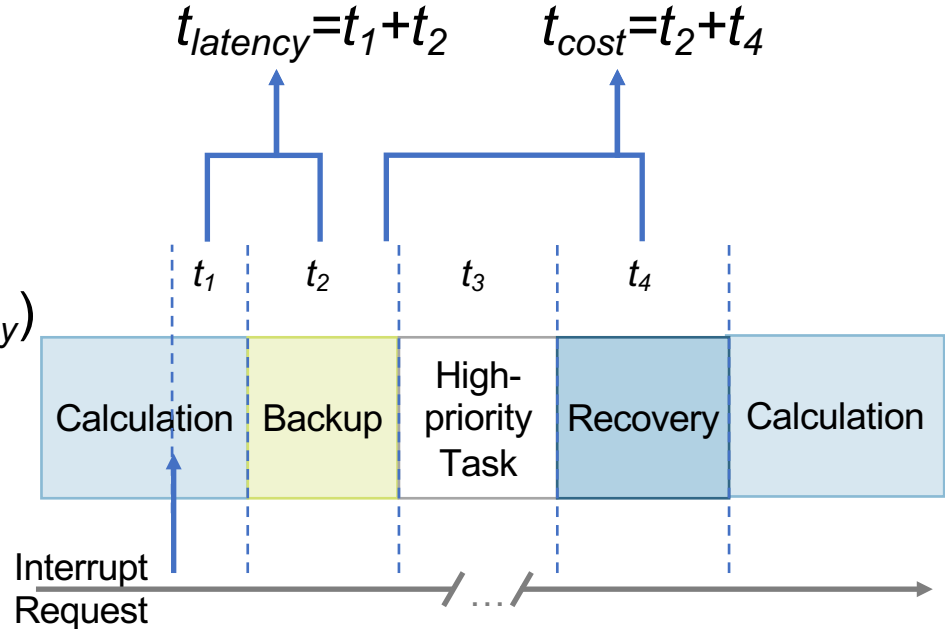 t_latency=t_1+t_2
t_cost=t_2+t_4
t_1
t_2
t_3
t_4
y)
Calculation
Backup
High-
priority
Task
Recovery
Calculation
Interrupt
Request
...